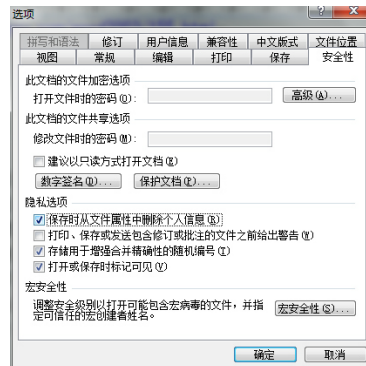 选项
拼写和语法 修订 用户信息 兼容性 中文版式 文件位置
视图 常规 编辑 打印 保存 安全性
此文档的文件加密选项
打开文件时的密码(O): 高级(A)...
此文档的文件共享选项
修改文件时的密码(M):
建议以只读方式打开文档(E)
数字签名(D)... 保护文档(P)...
隐私选项
保存时从文件属性中删除个人信息(R)
打印、保存或发送包含修订或批注的文件之前给出警告(W)
存储用于增强合并精确性的随机编号(T)
打开或保存时标记可见(V)
宏安全性
调整安全级别以打开可能包含宏病毒的文件，并指
定可信任的宏创建者姓名。 宏安全性(S)...
确定 取消